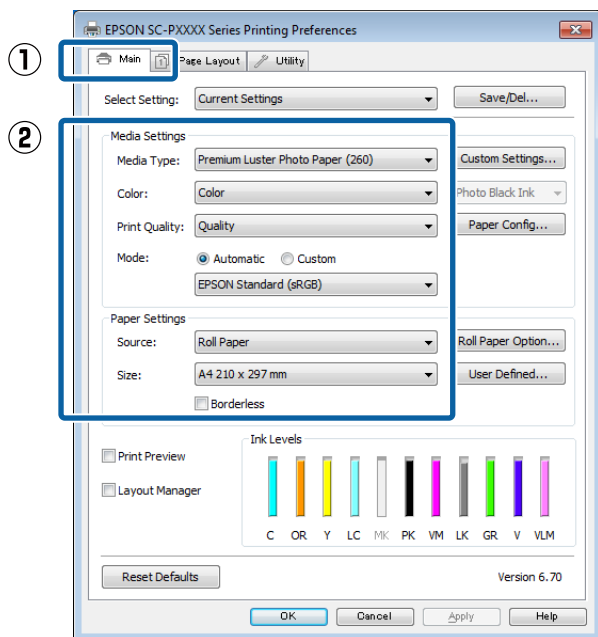 EPSON SC-PXXXX Series Printing Preferences
① Main 1 Page Layout Utility
Select Setting: Current Settings Save/Del...
②
Media Settings
Media Type: Premium Luster Photo Paper (260) Custom Settings...
Color: Color Photo Black Ink
Print Quality: Quality Paper Config...
Mode: Automatic Custom
EPSON Standard (sRGB)
Paper Settings
Source: Roll Paper Roll Paper Option...
Size: A4 210 x 297 mm User Defined...
Borderless
Ink Levels
Print Preview
Layout Manager
C OR Y LC MK PK VM LK GR V VLM
Reset Defaults Version 6.70
OK Cancel Apply Help